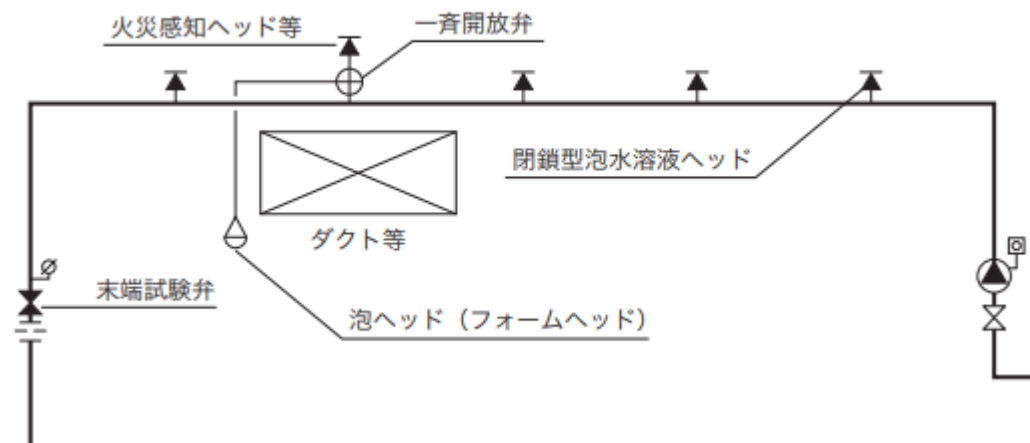 火災感知ヘッド等
一斉開放弁
閉鎖型泡水溶液ヘッド
ダクト等
末端試験弁
泡ヘッド（フォームヘッド）